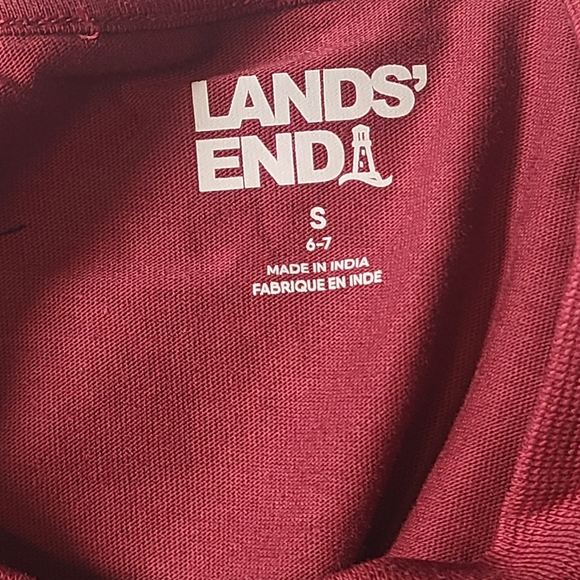 LANDS'
END
S
6-7
MADE IN INDIA
FABRIQUE EN INDE